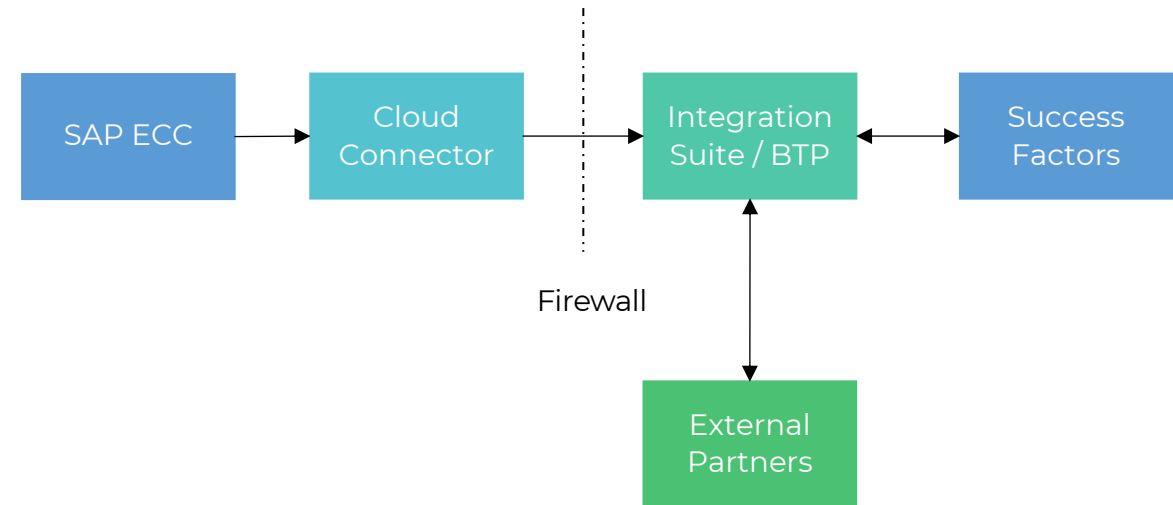 SAP ECC
Cloud
Connector
Integration
Suite / BTP
Success
Factors
Firewall
External
Partners